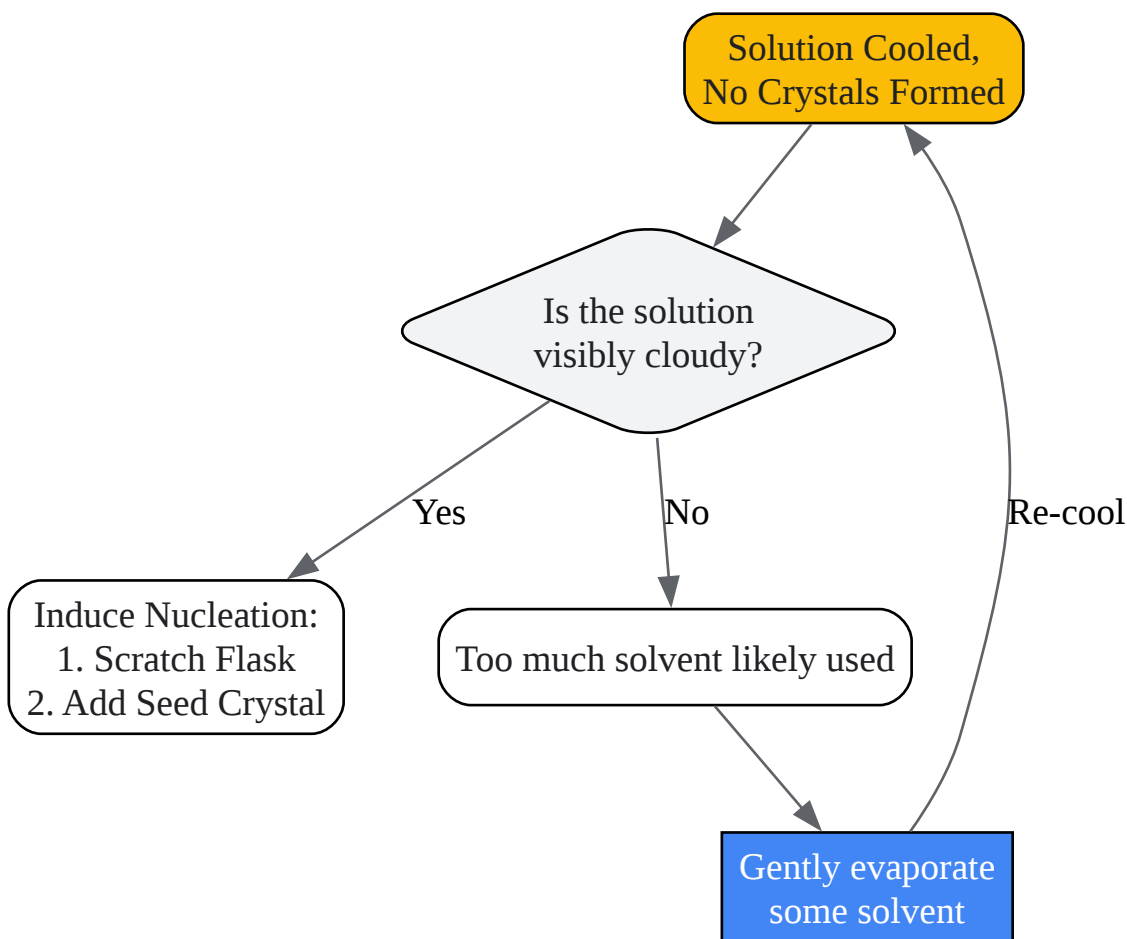 Solution Cooled,
No Crystals Formed
Is the solution
visibly cloudy?
Yes
No
Re-cool
Induce Nucleation:
1. Scratch Flask
2. Add Seed Crystal
Too much solvent likely used
Gently evaporate
some solvent